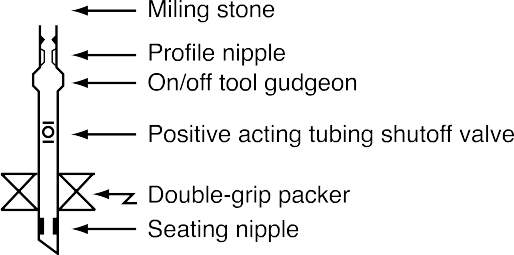 Miling stone
Profile nipple
On/off tool gudgeon
Positive acting tubing shutoff valve
Double-grip packer
Seating nipple